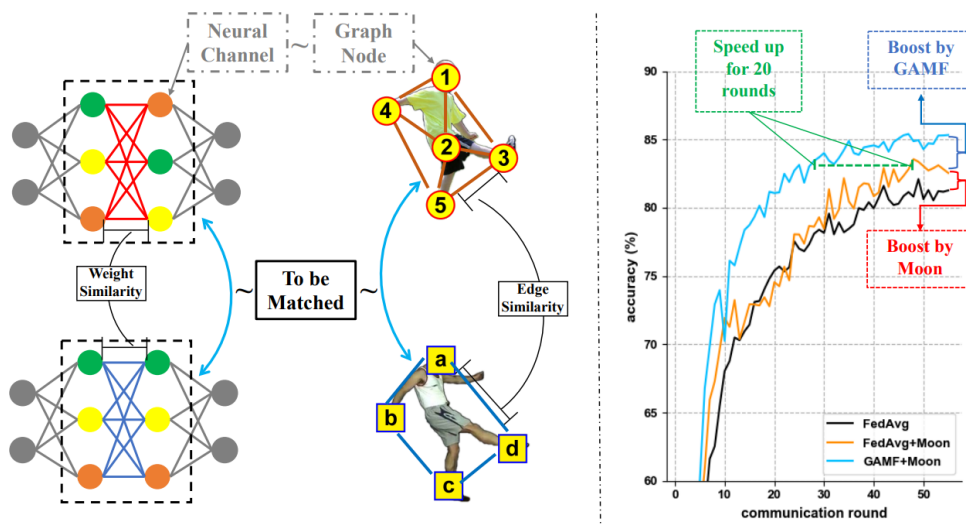 Neural
Channel
~
Graph
Node
1
4
2
3
5
Weight
Similarity
~
To be
Matched
~
Edge
Similarity
a
b
d
c
Speed up
for 20
rounds
Boost by
GAMF
90
85
80
75
70
65
60
accuracy (%)
Boost by
Moon
FedAvg
FedAvg+Moon
GAMF+Moon
0
10
20
30
40
50
communication round